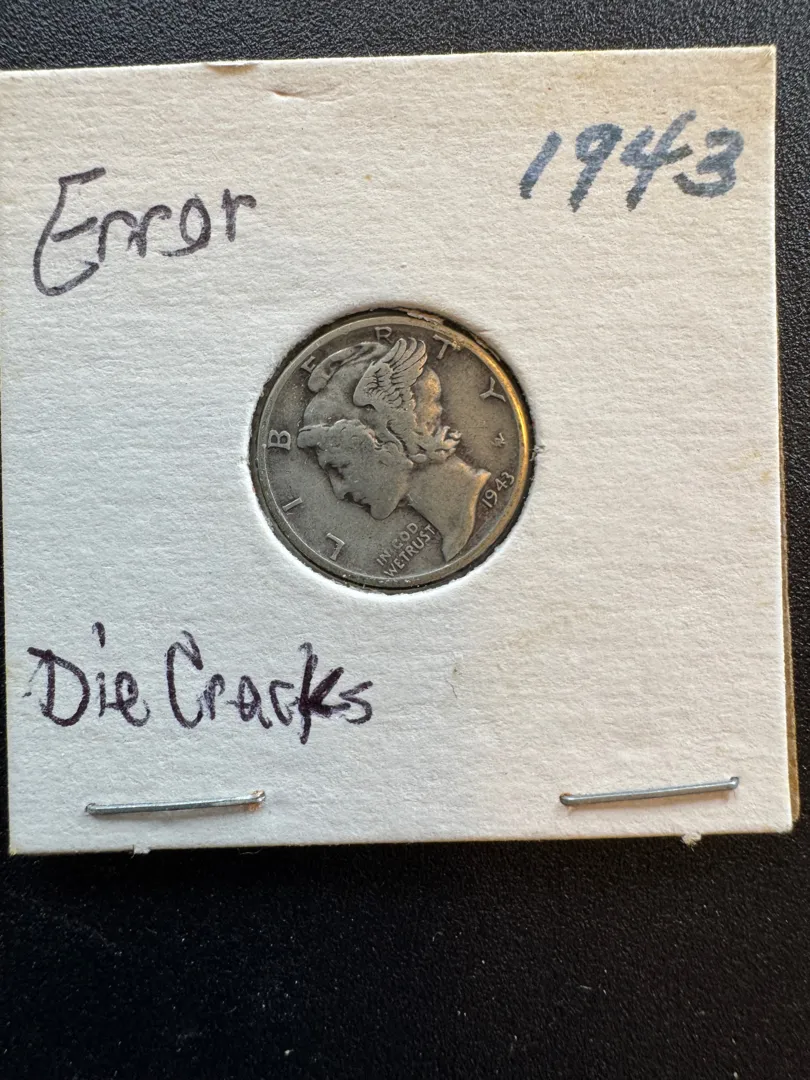 Error
1943
LIBERTY
W
1943
IN GOD
WE TRUST
Die Cracks